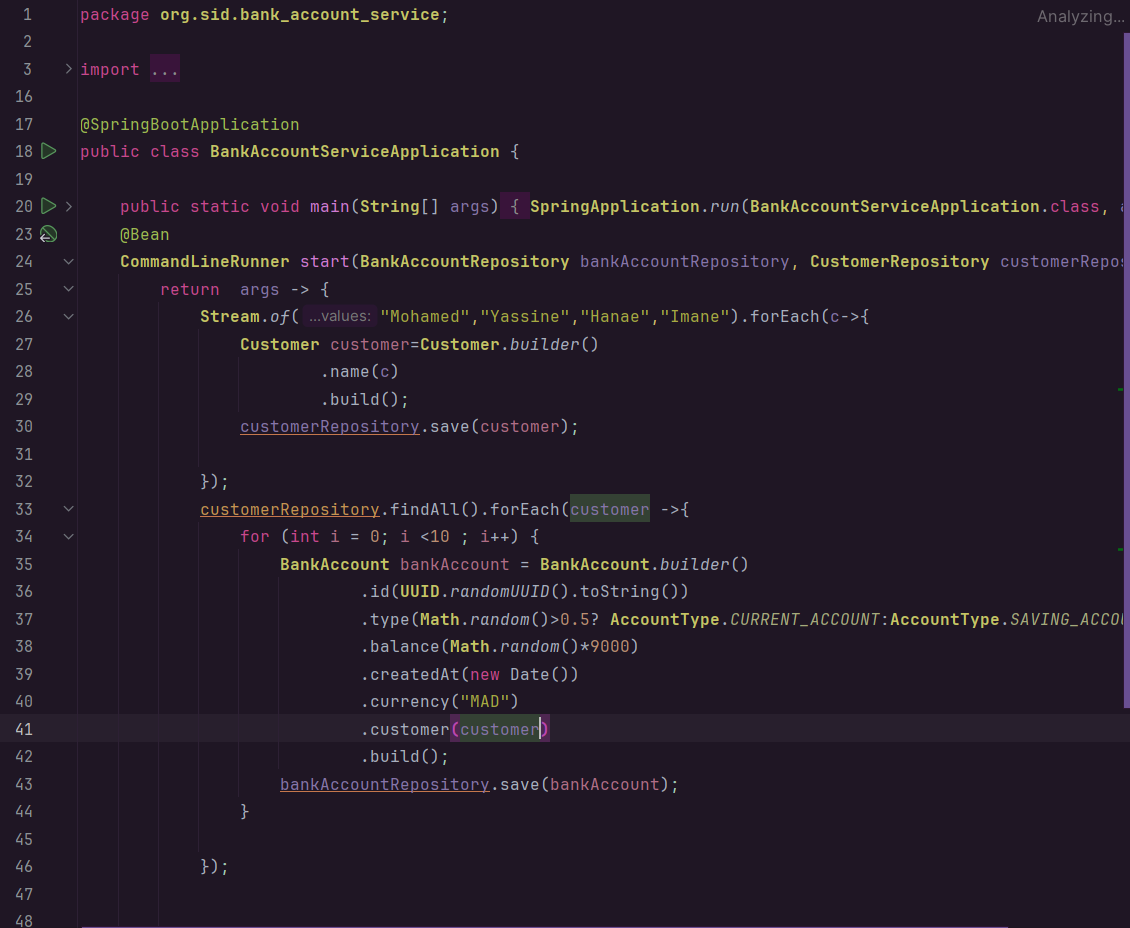 Analyzing...
1 package org.sid.bank_account_service;
2
3 import ...
16
17 @SpringBootApplication
18 public class BankAccountServiceApplication {
19
20 public static void main(String[] args) { SpringApplication.run(BankAccountServiceApplication.class,
23 @Bean
24 CommandLineRunner start(BankAccountRepository bankAccountRepository, CustomerRepository customerRepos
25 return args -> {
26 Stream.of( ...values: "Mohamed","Yassine","Hanae","Imane").forEach(c->{
27 Customer customer=Customer.builder()
28 .name(c)
29 .build();
30 customerRepository.save(customer);
31
32 });
33 customerRepository.findAll().forEach(customer ->{
34 for (int i = 0; i <10 ; i++) {
35 BankAccount bankAccount = BankAccount.builder()
36 .id(UUID.randomUUID().toString())
37 .type(Math.random()>0.5? AccountType.CURRENT_ACCOUNT:AccountType.SAVING_ACCOU
38 .balance(Math.random()*9000)
39 .createdAt(new Date())
40 .currency("MAD")
41 .customer(customer)
42 .build();
43 bankAccountRepository.save(bankAccount);
44 }
45
46 });
47
48